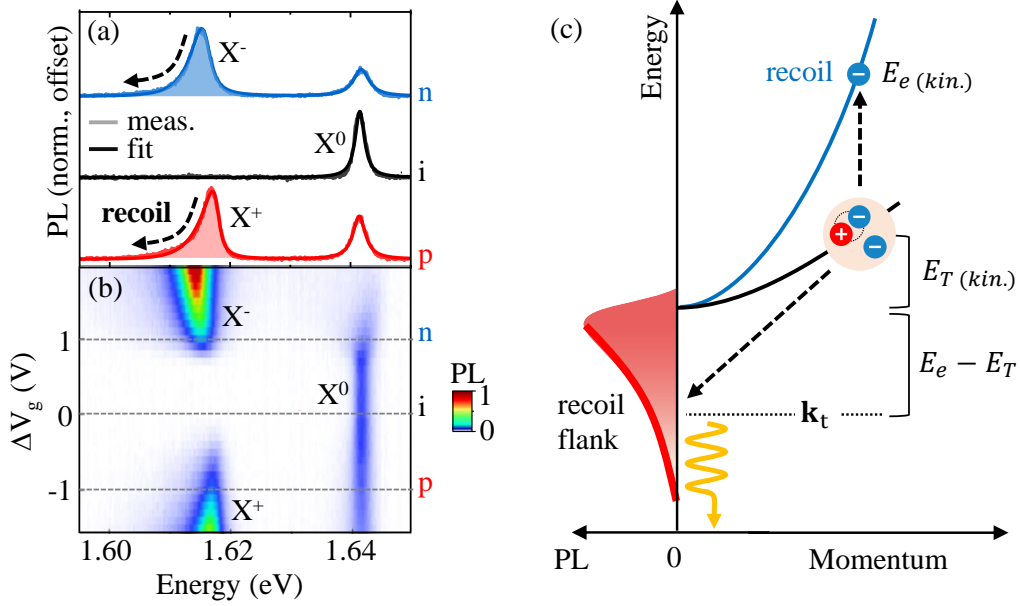 (a)
PL (norm., offset)
X⁻
n
meas.
fit
X⁰
i
recoil
X⁺
p
(b)
ΔV_g (V)
1
0
-1
X⁻
n
X⁰
i
X⁺
p
PL
1
0
1.60
1.62
1.64
Energy (eV)
(c)
Energy
recoil
−
E_e (kin.)
−
+
−
E_T (kin.)
E_e − E_T
recoil
flank
k_t
PL
0
Momentum